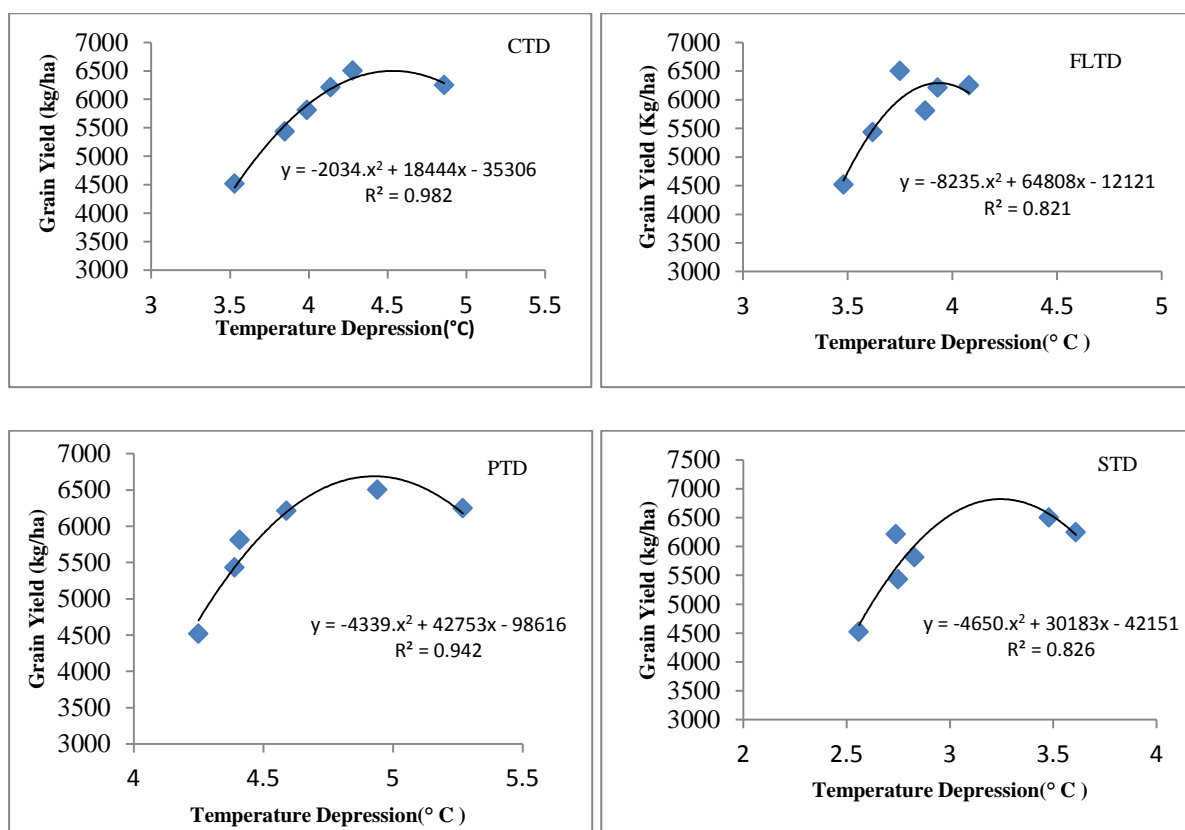 CTD
Grain Yield (kg/ha)
7000
6500
6000
5500
5000
4500
4000
3500
3000
y = -2034.x² + 18444x - 35306
R² = 0.982
3 3.5 4 4.5 5 5.5
Temperature Depression(°C)
FLTD
Grain Yield (Kg/ha)
7000
6500
6000
5500
5000
4500
4000
3500
3000
y = -8235.x² + 64808x - 12121
R² = 0.821
3 3.5 4 4.5 5
Temperature Depression(° C )
PTD
Grain Yield (kg/ha)
7000
6500
6000
5500
5000
4500
4000
3500
3000
y = -4339.x² + 42753x - 98616
R² = 0.942
4 4.5 5 5.5
Temperature Depression(° C )
STD
Grain Yield (kg/ha)
7500
7000
6500
6000
5500
5000
4500
4000
3500
3000
y = -4650.x² + 30183x - 42151
R² = 0.826
2 2.5 3 3.5 4
Temperature Depression(° C )